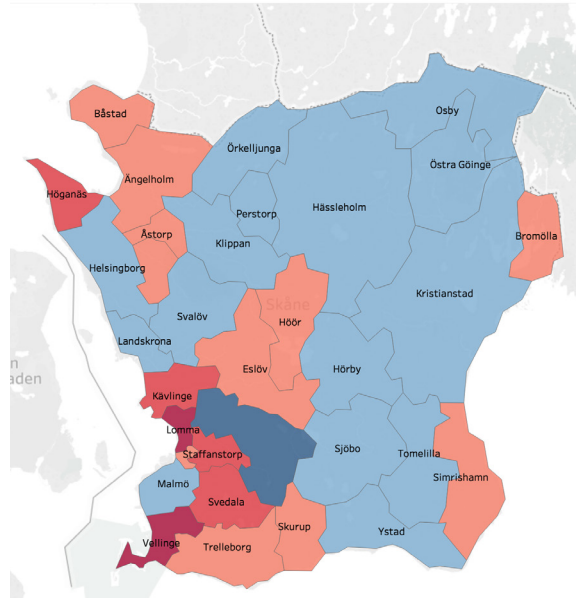 Osby
Båstad
Örkelljunga
Östra Göinge
Ängelholm
Höganäs
Perstorp
Hässleholm
Åstorp
Bromölla
Klippan
Helsingborg
Kristianstad
Skåne
Svalöv
Höör
Landskrona
Eslöv
Hörby
Kävlinge
Lomma
Staffanstorp
Sjöbo
Tomelilla
Simrishamn
Malmö
Svedala
Skurup
Ystad
Vellinge
Trelleborg
aden